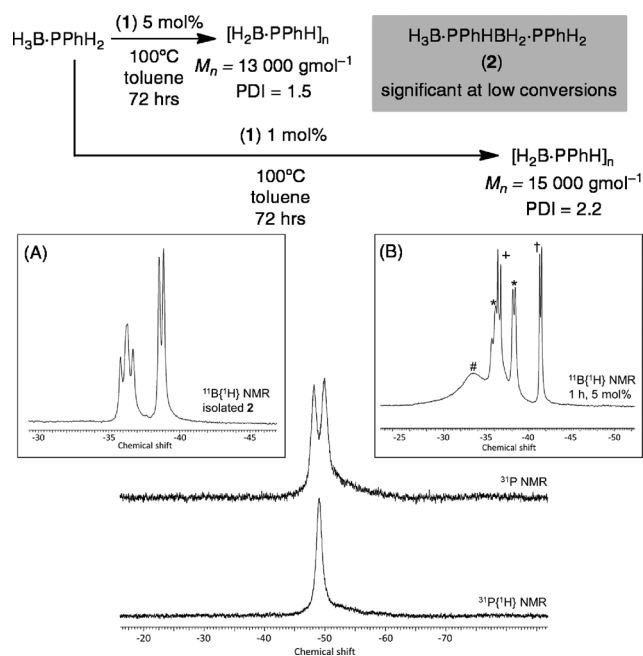 H₃B·PPhH₂
(1) 5 mol%
100ºC
toluene
72 hrs
[H₂B·PPhH]ₙ
Mₙ = 13 000 gmol⁻¹
PDI = 1.5
H₃B·PPhHBH₂·PPhH₂
(2)
significant at low conversions
(1) 1 mol%
100ºC
toluene
72 hrs
[H₂B·PPhH]ₙ
Mₙ = 15 000 gmol⁻¹
PDI = 2.2
(A)
¹¹B{¹H} NMR
isolated 2
-30 -35 -40 -45
Chemical shift
(B)
# * + * †
¹¹B{¹H} NMR
1 h, 5 mol%
-25 -30 -35 -40 -45 -50
Chemical shift
³¹P NMR
³¹P{¹H} NMR
-20 -30 -40 -50 -60 -70
Chemical shift